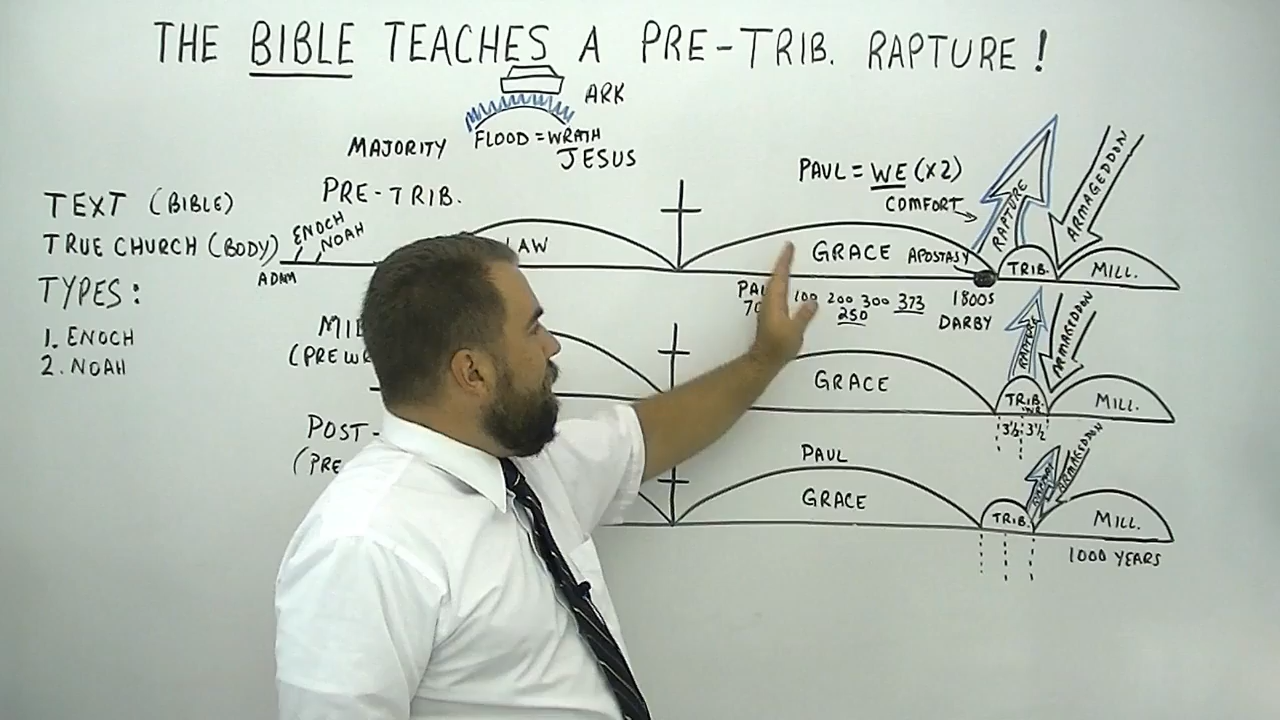 THE BIBLE TEACHES A PRE-TRIB. RAPTURE!
ARK
FLOOD = WRATH
MAJORITY
JESUS
PRE-TRIB.
PAUL = WE (X2)
COMFORT
TEXT (BIBLE)
TRUE CHURCH (BODY)
TYPES:
1. ENOCH
2. NOAH
ENOCH
NOAH
ADAM
LAW
GRACE
APOSTASY
RAPTURE
TRIB.
ARMAGEDDON
MILL.
100 200 300 373
250
1800S
DARBY
GRACE
RAPTURE
TRIB.
ARMAGEDDON
MILL.
3½ 3½
POST-
PAUL
GRACE
TRIB.
ARMAGEDDON
MILL.
1000 YEARS